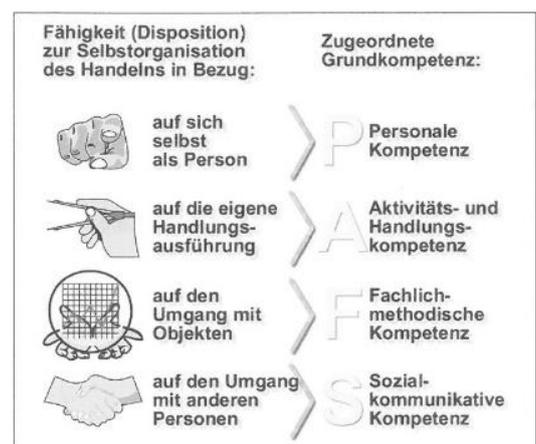 Fähigkeit (Disposition)
zur Selbstorganisation
des Handelns in Bezug:
Zugeordnete
Grundkompetenz:
auf sich
selbst
als Person
P
Personale
Kompetenz
auf die eigene
Handlungs-
ausführung
A
Aktivitäts- und
Handlungs-
kompetenz
auf den
Umgang mit
Objekten
F
Fachlich-
methodische
Kompetenz
auf den Umgang
mit anderen
Personen
S
Sozial-
kommunikative
Kompetenz